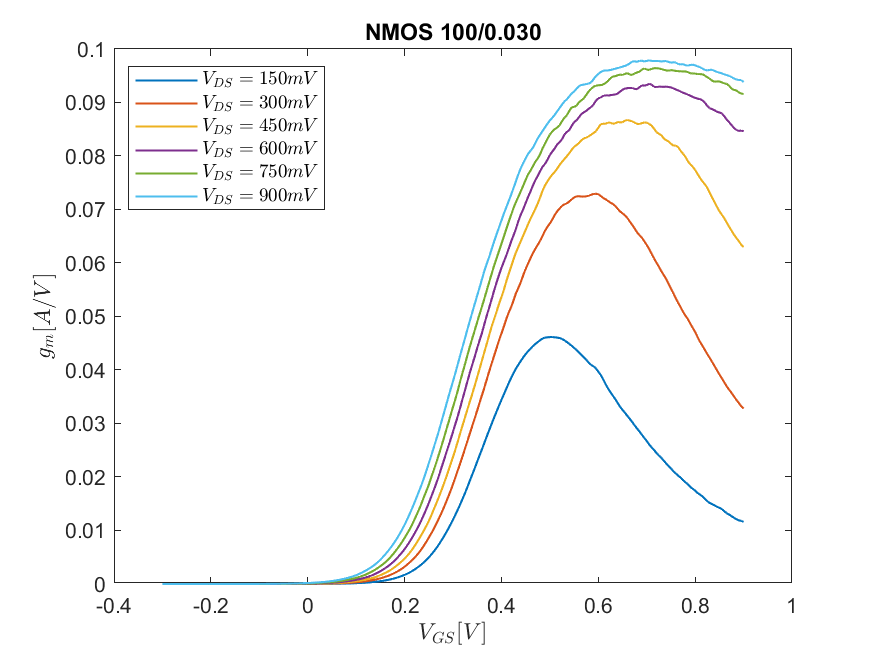 NMOS 100/0.030
0.1
0.09
0.08
0.07
0.06
0.05
0.04
0.03
0.02
0.01
0
g_m[A/V]
V_DS = 150mV
V_DS = 300mV
V_DS = 450mV
V_DS = 600mV
V_DS = 750mV
V_DS = 900mV
-0.4 -0.2 0 0.2 0.4 0.6 0.8 1
V_GS[V]